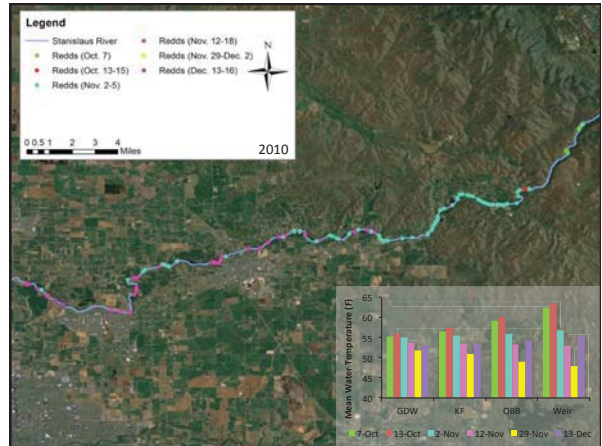 Legend
Stanislaus River
Redds (Oct. 7)
Redds (Oct. 13-15)
Redds (Nov. 2-5)
Redds (Nov. 12-18)
Redds (Nov. 29-Dec. 2)
Redds (Dec. 13-16)
N
0 0.5 1 2 3 4
Miles
2010
Mean Water Temperature (F)
65
60
55
50
45
40
GDW KF OBB Weir
7-Oct 13-Oct 2-Nov 12-Nov 29-Nov 13-Dec